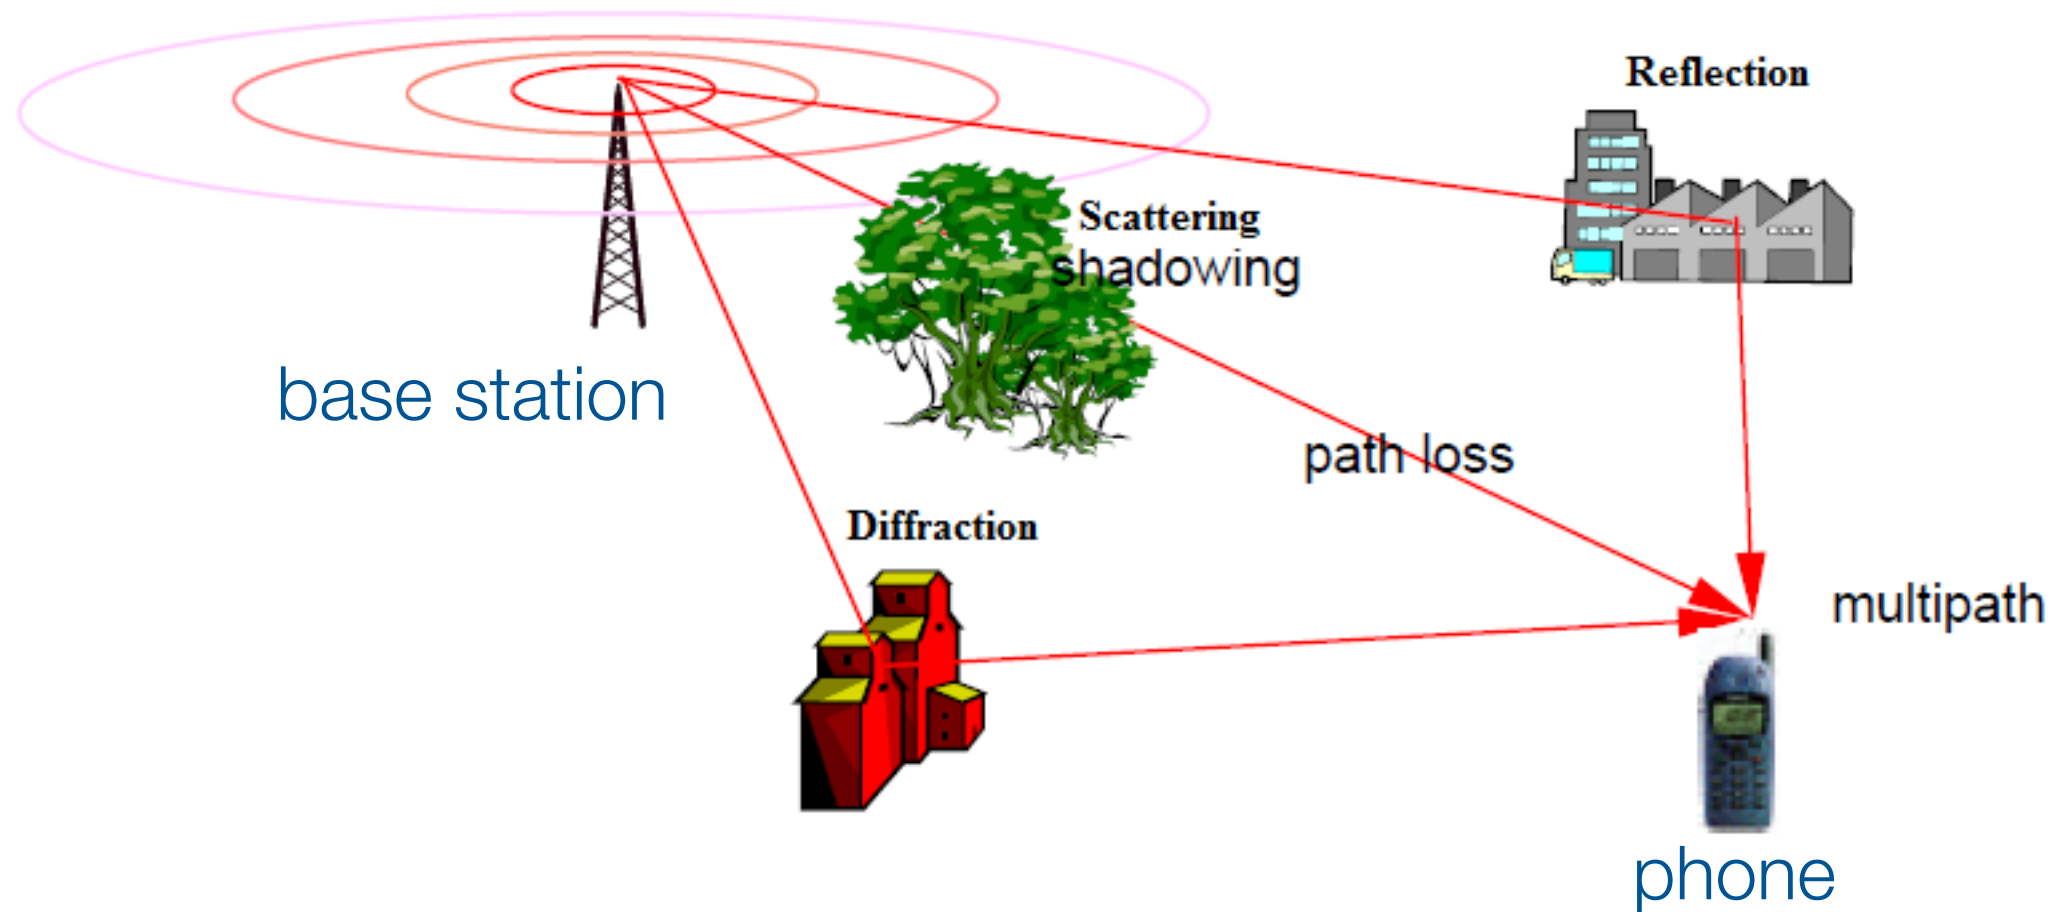 Reflection
Scattering
shadowing
base station
path loss
Diffraction
multipath
phone